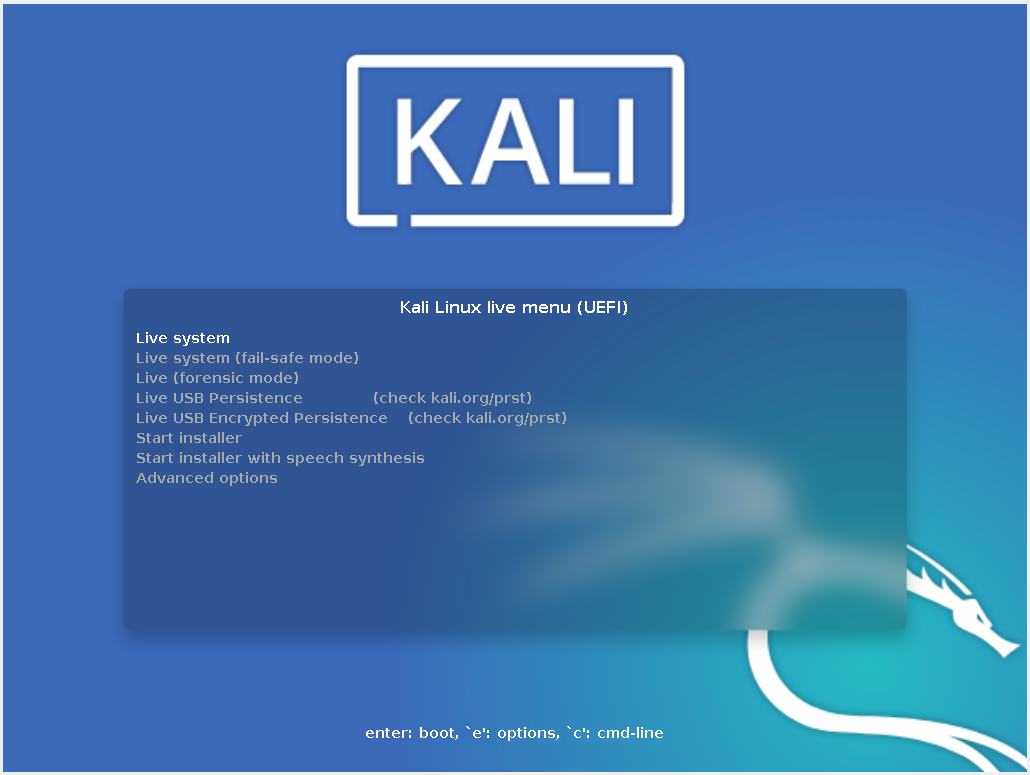 KALI
Kali Linux live menu (UEFI)
Live system
Live system (fail-safe mode)
Live (forensic mode)
Live USB Persistence (check kali.org/prst)
Live USB Encrypted Persistence (check kali.org/prst)
Start installer
Start installer with speech synthesis
Advanced options
enter: boot, `e': options, `c': cmd-line